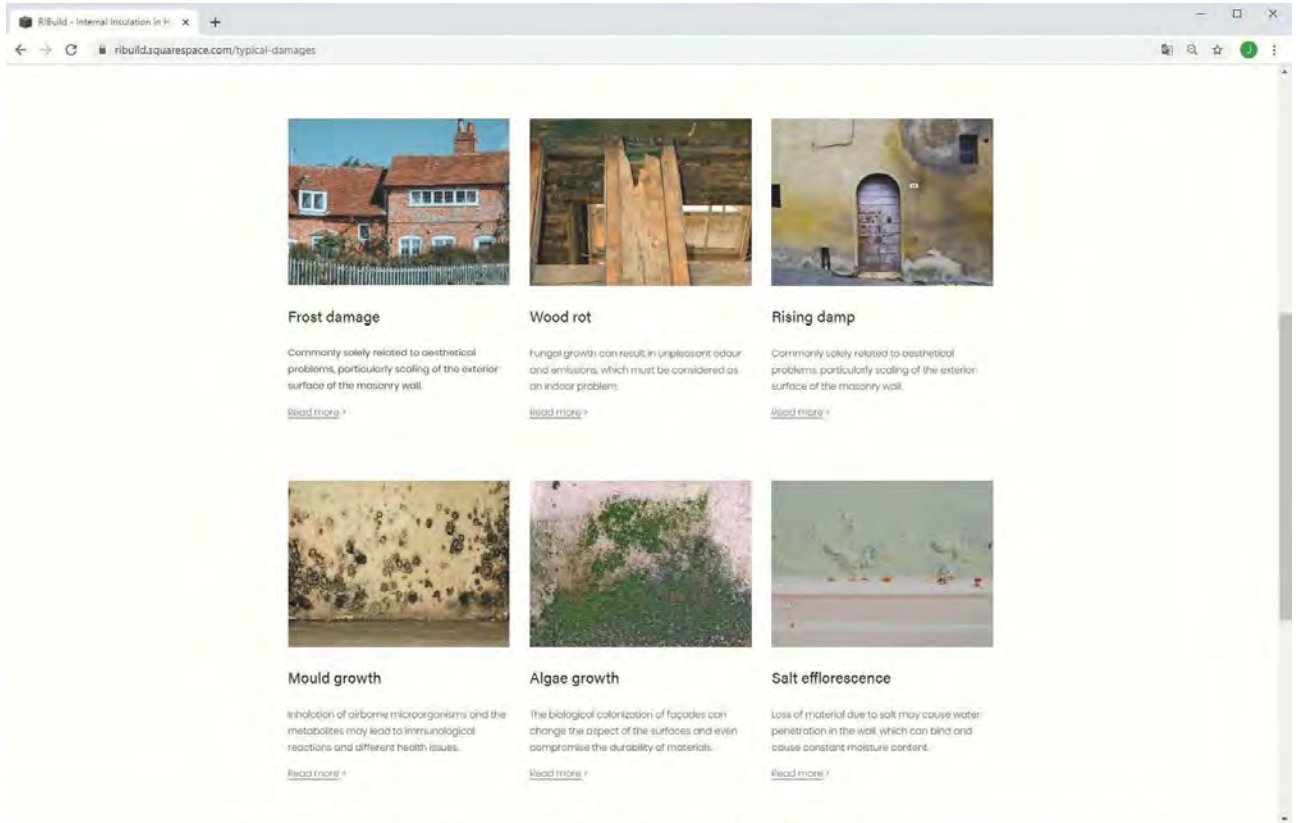 RIBuild - Internal Insulation in H
ribuild.squarespace.com/typical-damages
J
Frost damage
Commonly solely related to aesthetical
problems, particularly scaling of the exterior
surface of the masonry wall.
Read more >
Wood rot
Fungal growth can result in unpleasant odour
and emissions, which must be considered as
an indoor problem.
Read more >
Rising damp
Commonly solely related to aesthetical
problems, particularly scaling of the exterior
surface of the masonry wall.
Read more >
Mould growth
Inhalation of airborne microorganisms and the
metabolites may lead to immunological
reactions and different health issues.
Read more >
Algae growth
The biological colonization of façades can
change the aspect of the surfaces and even
compromise the durability of materials.
Read more >
Salt efflorescence
Loss of material due to salt may cause water
penetration in the wall, which can bind and
cause constant moisture content.
Read more >